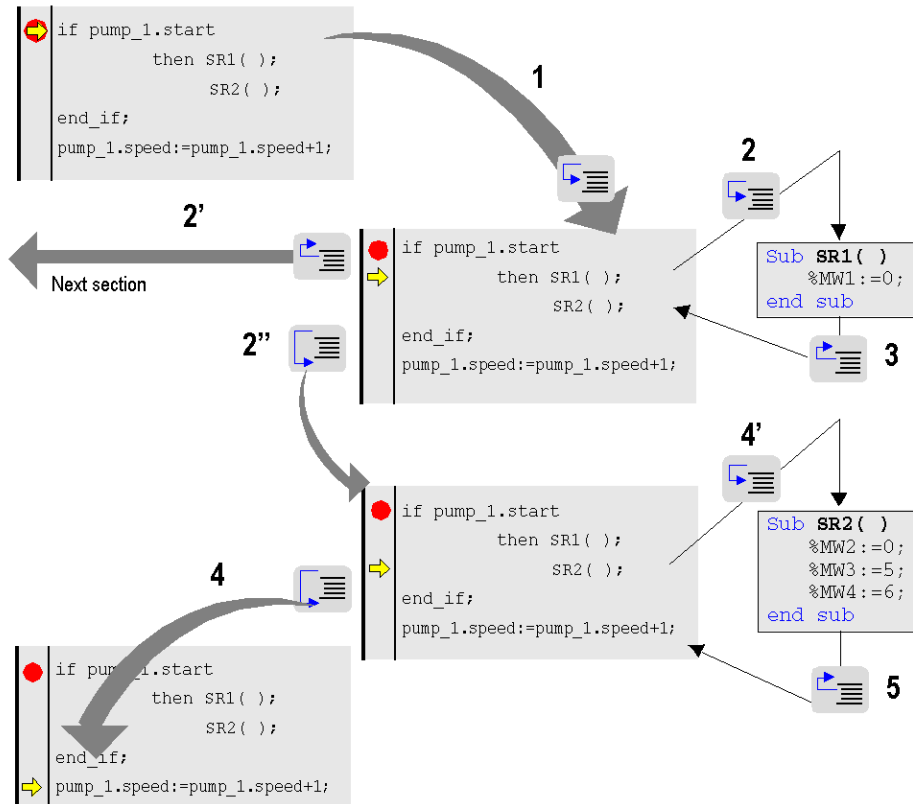 if pump_1.start
then SR1( );
SR2( );
end_if;
pump_1.speed:=pump_1.speed+1;
1
2
2’
Next section
if pump_1.start
then SR1( );
SR2( );
end_if;
pump_1.speed:=pump_1.speed+1;
Sub SR1( )
%MW1:=0;
end sub
3
2’’
4’
if pump_1.start
then SR1( );
SR2( );
end_if;
pump_1.speed:=pump_1.speed+1;
Sub SR2( )
%MW2:=0;
%MW3:=5;
%MW4:=6;
end sub
5
4
if pump_1.start
then SR1( );
SR2( );
end_if;
pump_1.speed:=pump_1.speed+1;